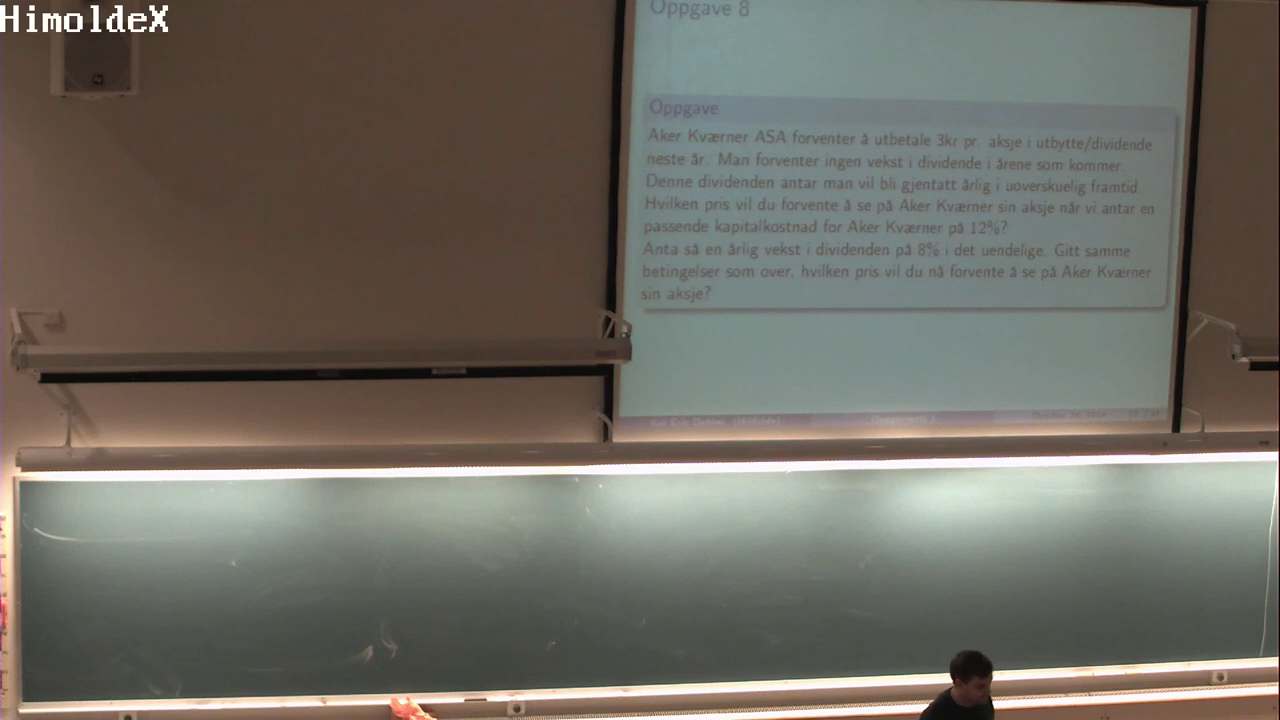 HimoldeX
Oppgave 8
Oppgave
Aker Kværner ASA forventer å utbetale 3kr pr. aksje i utbytte/dividende
neste år. Man forventer ingen vekst i dividende i årene som kommer.
Denne dividenden antar man vil bli gjentatt årlig i uoverskuelig framtid.
Hvilken pris vil du forvente å se på Aker Kværner sin aksje når vi antar en
passende kapitalkostnad for Aker Kværner på 12%?
Anta så en årlig vekst i dividenden på 8% i det uendelige. Gitt samme
betingelser som over, hvilken pris vil du nå forvente å se på Aker Kværner
sin aksje?